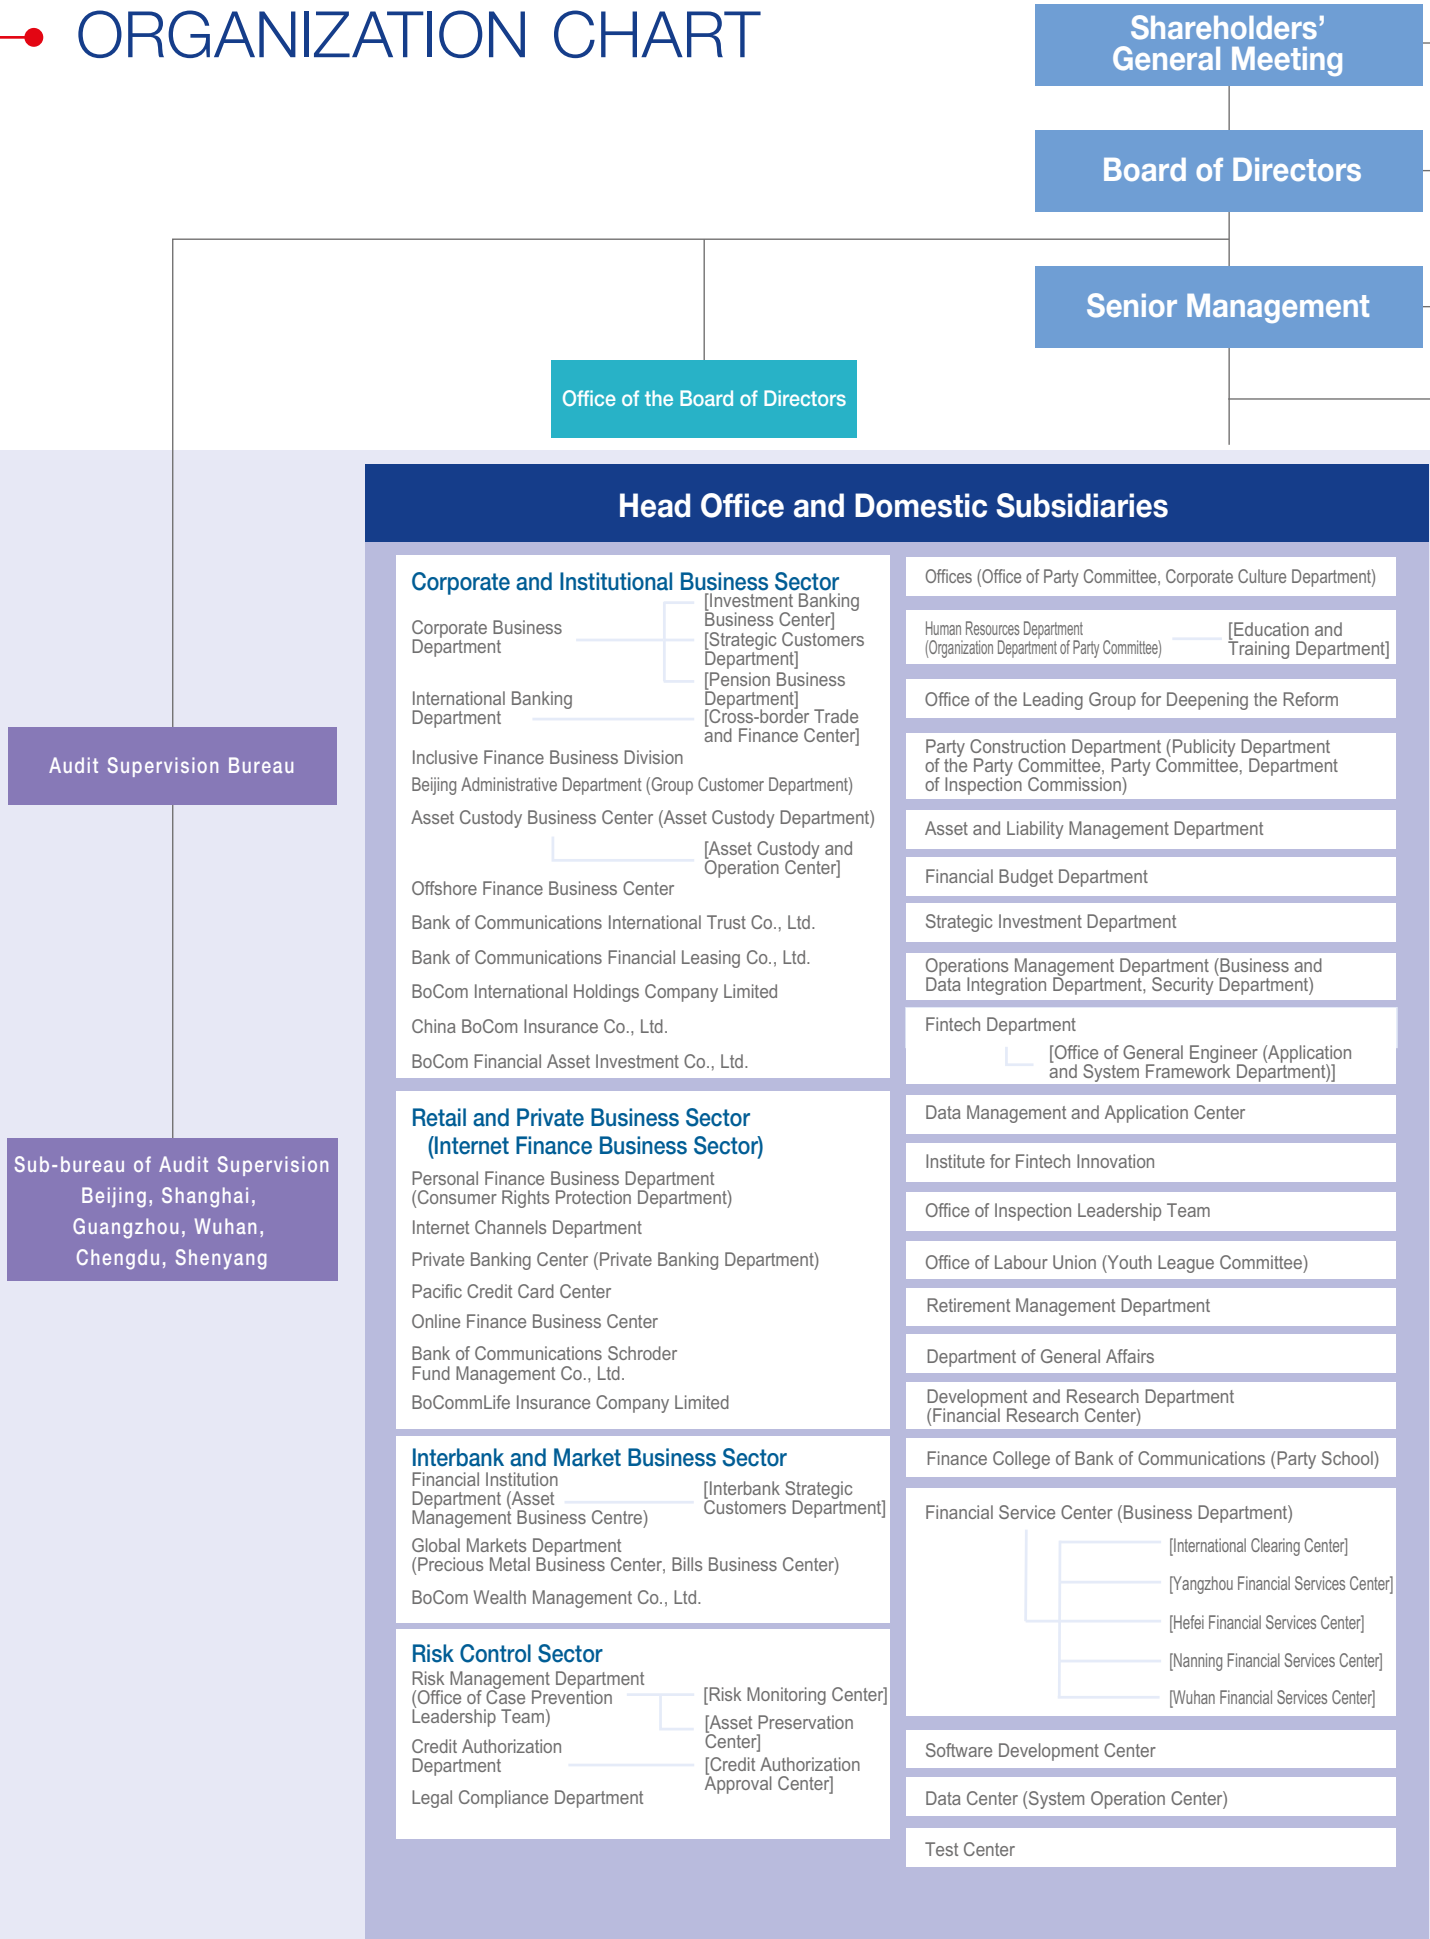 ORGANIZATION CHART
Shareholders’
General Meeting
Board of Directors
Senior Management
Office of the Board of Directors
Audit Supervision Bureau
Sub-bureau of Audit Supervision
Beijing, Shanghai,
Guangzhou, Wuhan,
Chengdu, Shenyang
Head Office and Domestic Subsidiaries
Corporate and Institutional Business Sector
Corporate Business
Department
[Investment Banking
Business Center]
[Strategic Customers
Department]
[Pension Business
Department]
International Banking
Department
[Cross-border Trade
and Finance Center]
Inclusive Finance Business Division
Beijing Administrative Department (Group Customer Department)
Asset Custody Business Center (Asset Custody Department)
[Asset Custody and
Operation Center]
Offshore Finance Business Center
Bank of Communications International Trust Co., Ltd.
Bank of Communications Financial Leasing Co., Ltd.
BoCom International Holdings Company Limited
China BoCom Insurance Co., Ltd.
BoCom Financial Asset Investment Co., Ltd.
Retail and Private Business Sector
(Internet Finance Business Sector)
Personal Finance Business Department
(Consumer Rights Protection Department)
Internet Channels Department
Private Banking Center (Private Banking Department)
Pacific Credit Card Center
Online Finance Business Center
Bank of Communications Schroder
Fund Management Co., Ltd.
BoCommLife Insurance Company Limited
Interbank and Market Business Sector
Financial Institution
Department (Asset
Management Business Centre)
[Interbank Strategic
Customers Department]
Global Markets Department
(Precious Metal Business Center, Bills Business Center)
BoCom Wealth Management Co., Ltd.
Risk Control Sector
Risk Management Department
(Office of Case Prevention
Leadership Team)
[Risk Monitoring Center]
[Asset Preservation
Center]
Credit Authorization
Department
[Credit Authorization
Approval Center]
Legal Compliance Department
Offices (Office of Party Committee, Corporate Culture Department)
Human Resources Department
(Organization Department of Party Committee)
[Education and
Training Department]
Office of the Leading Group for Deepening the Reform
Party Construction Department (Publicity Department
of the Party Committee, Party Committee, Department
of Inspection Commission)
Asset and Liability Management Department
Financial Budget Department
Strategic Investment Department
Operations Management Department (Business and
Data Integration Department, Security Department)
Fintech Department
[Office of General Engineer (Application
and System Framework Department)]
Data Management and Application Center
Institute for Fintech Innovation
Office of Inspection Leadership Team
Office of Labour Union (Youth League Committee)
Retirement Management Department
Department of General Affairs
Development and Research Department
(Financial Research Center)
Finance College of Bank of Communications (Party School)
Financial Service Center (Business Department)
[International Clearing Center]
[Yangzhou Financial Services Center]
[Hefei Financial Services Center]
[Nanning Financial Services Center]
[Wuhan Financial Services Center]
Software Development Center
Data Center (System Operation Center)
Test Center